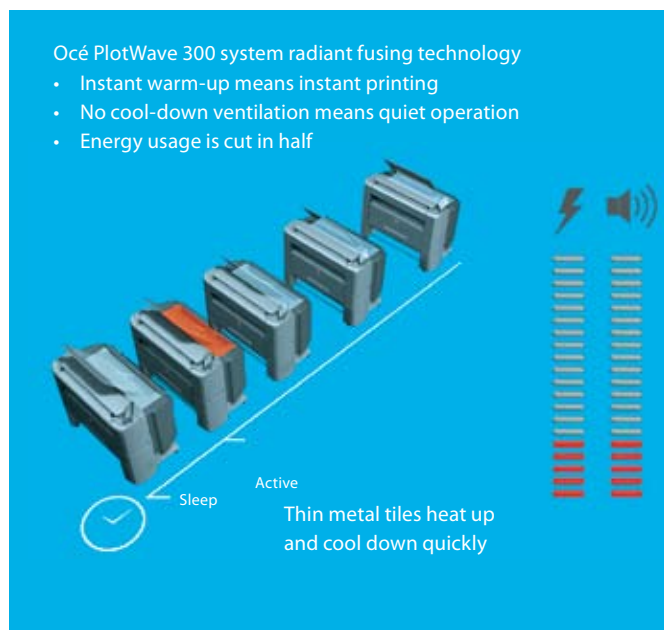 Océ PlotWave 300 system radiant fusing technology
• Instant warm-up means instant printing
• No cool-down ventilation means quiet operation
• Energy usage is cut in half
Active
Sleep
Thin metal tiles heat up
and cool down quickly